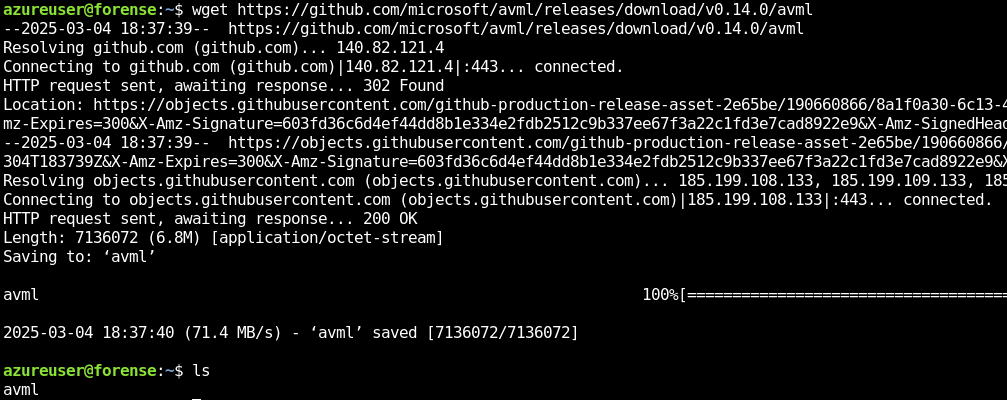 azureuser@forense:~$ wget https://github.com/microsoft/avml/releases/download/v0.14.0/avml
--2025-03-04 18:37:39--  https://github.com/microsoft/avml/releases/download/v0.14.0/avml
Resolving github.com (github.com)... 140.82.121.4
Connecting to github.com (github.com)|140.82.121.4|:443... connected.
HTTP request sent, awaiting response... 302 Found
Location: https://objects.githubusercontent.com/github-production-release-asset-2e65be/190660866/8a1f0a30-6c13-4
mz-Expires=300&X-Amz-Signature=603fd36c6d4ef44dd8b1e334e2fdb2512c9b337ee67f3a22c1fd3e7cad8922e9&X-Amz-SignedHead
--2025-03-04 18:37:39--  https://objects.githubusercontent.com/github-production-release-asset-2e65be/190660866/
304T183739Z&X-Amz-Expires=300&X-Amz-Signature=603fd36c6d4ef44dd8b1e334e2fdb2512c9b337ee67f3a22c1fd3e7cad8922e9&X
Resolving objects.githubusercontent.com (objects.githubusercontent.com)... 185.199.108.133, 185.199.109.133, 185
Connecting to objects.githubusercontent.com (objects.githubusercontent.com)|185.199.108.133|:443... connected.
HTTP request sent, awaiting response... 200 OK
Length: 7136072 (6.8M) [application/octet-stream]
Saving to: ‘avml’
avml 100%[====================================
2025-03-04 18:37:40 (71.4 MB/s) - ‘avml’ saved [7136072/7136072]
azureuser@forense:~$ ls
avml